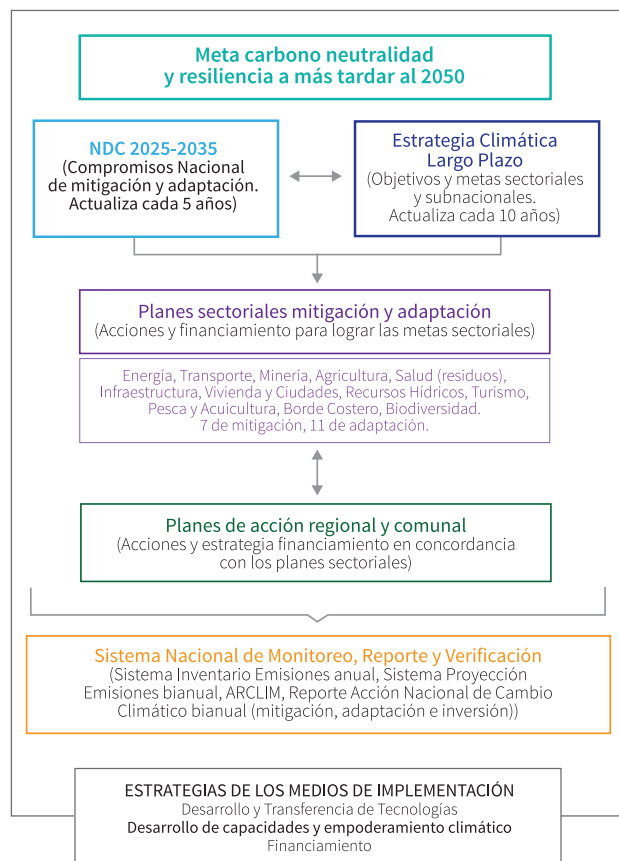 Meta carbono neutralidad
y resiliencia a más tardar al 2050
NDC 2025-2035
(Compromisos Nacional
de mitigación y adaptación.
Actualiza cada 5 años)
Estrategia Climática
Largo Plazo
(Objetivos y metas sectoriales
y subnacionales.
Actualiza cada 10 años)
Planes sectoriales mitigación y adaptación
(Acciones y financiamiento para lograr las metas sectoriales)
Energía, Transporte, Minería, Agricultura, Salud (residuos),
Infraestructura, Vivienda y Ciudades, Recursos Hídricos, Turismo,
Pesca y Acuicultura, Borde Costero, Biodiversidad.
7 de mitigación, 11 de adaptación.
Planes de acción regional y comunal
(Acciones y estrategia financiamiento en concordancia
con los planes sectoriales)
Sistema Nacional de Monitoreo, Reporte y Verificación
(Sistema Inventario Emisiones anual, Sistema Proyección
Emisiones bianual, ARCLIM, Reporte Acción Nacional de Cambio
Climático bianual (mitigación, adaptación e inversión))
ESTRATEGIAS DE LOS MEDIOS DE IMPLEMENTACIÓN
Desarrollo y Transferencia de Tecnologías
Desarrollo de capacidades y empoderamiento climático
Financiamiento